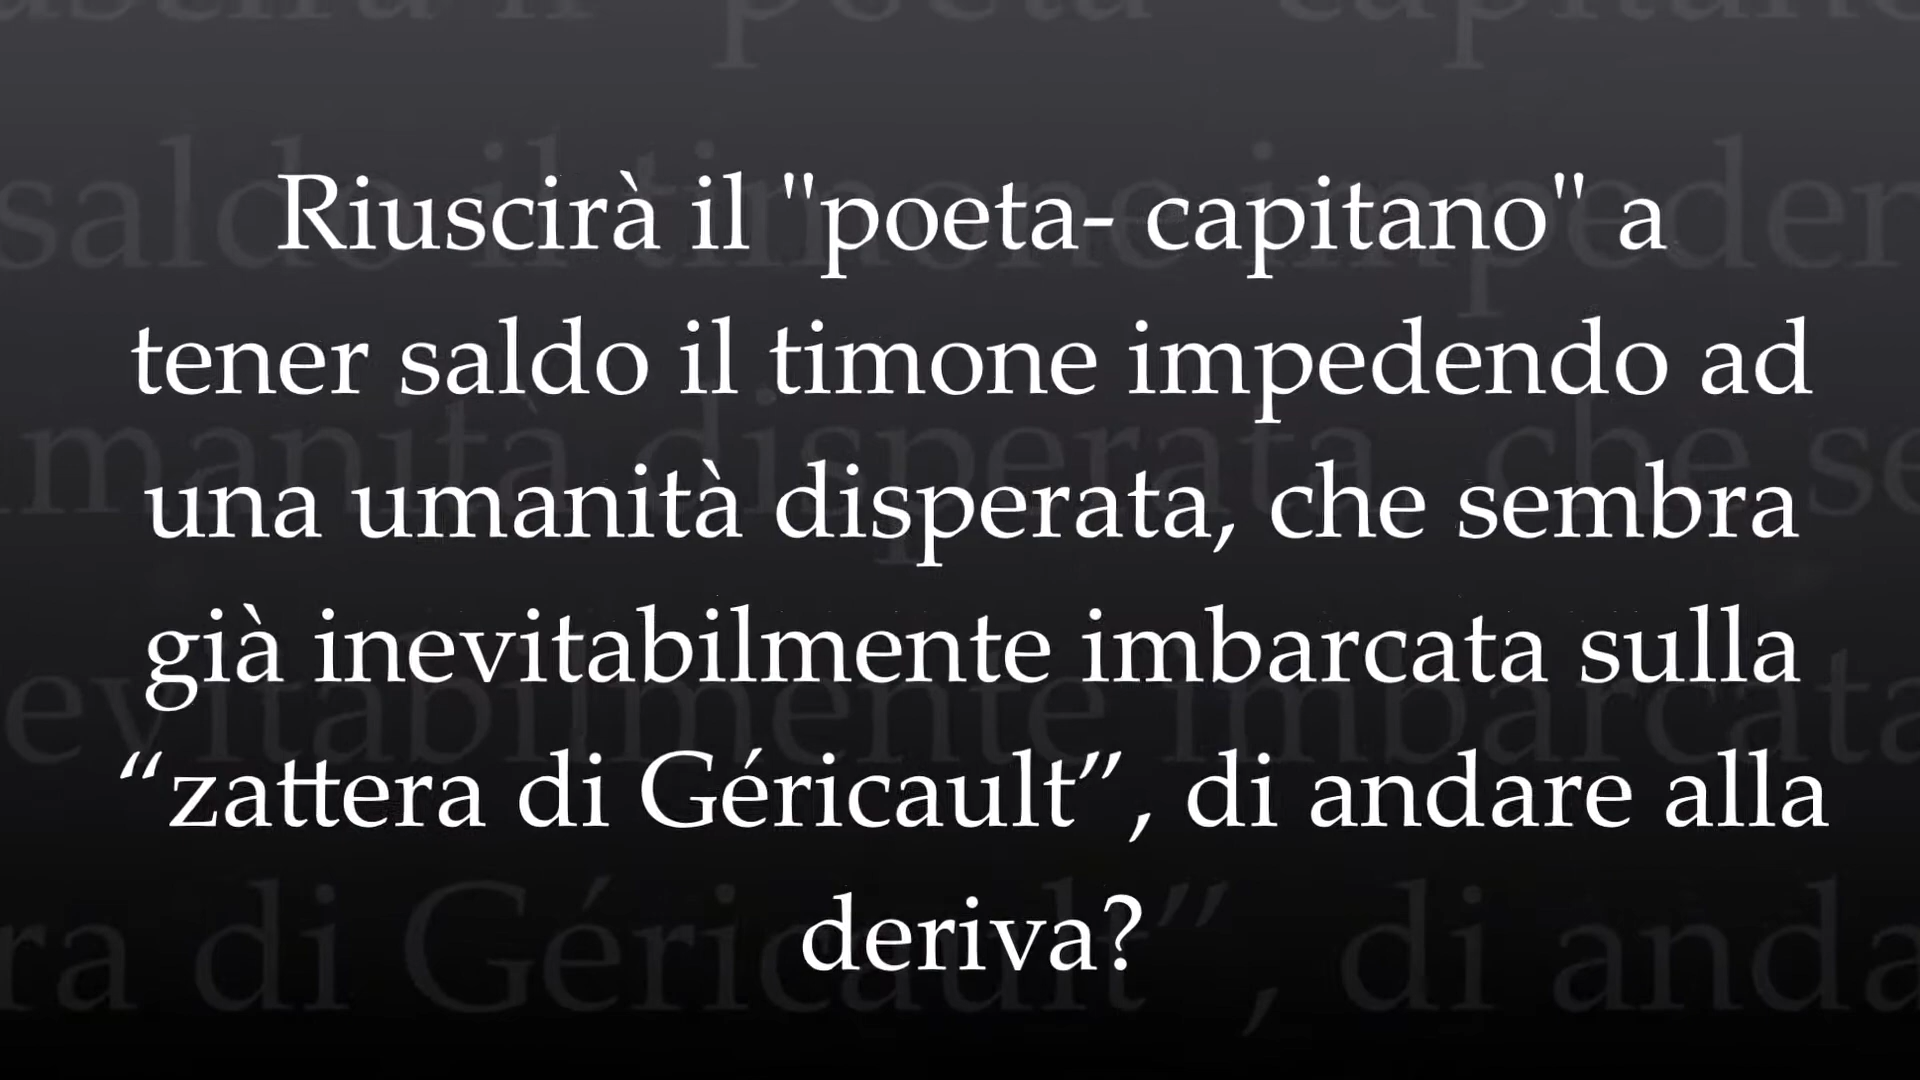 Riuscirà il "poeta- capitano" a
tener saldo il timone impedendo ad
una umanità disperata, che sembra
già inevitabilmente imbarcata sulla
“zattera di Géricault”, di andare alla
deriva?